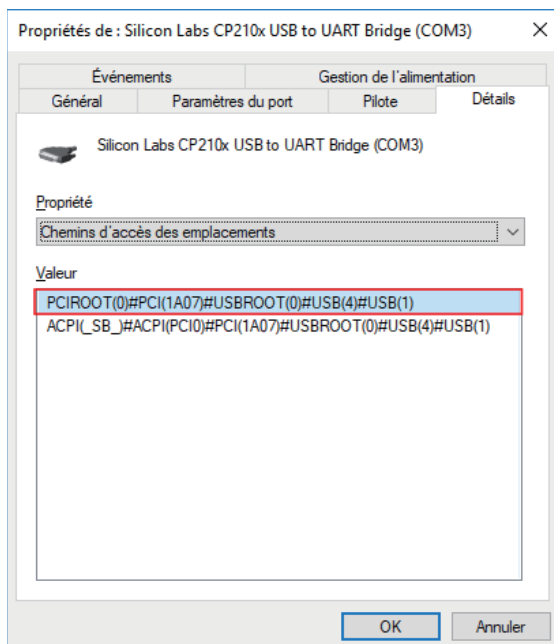 Propriétés de : Silicon Labs CP210x USB to UART Bridge (COM3)
Événements Gestion de l'alimentation
Général Paramètres du port Pilote Détails
Silicon Labs CP210x USB to UART Bridge (COM3)
Propriété
Chemins d'accès des emplacements
Valeur
PCIROOT(0)#PCI(1A07)#USBROOT(0)#USB(4)#USB(1)
ACPI(_SB_)#ACPI(PCI0)#PCI(1A07)#USBROOT(0)#USB(4)#USB(1)
OK Annuler